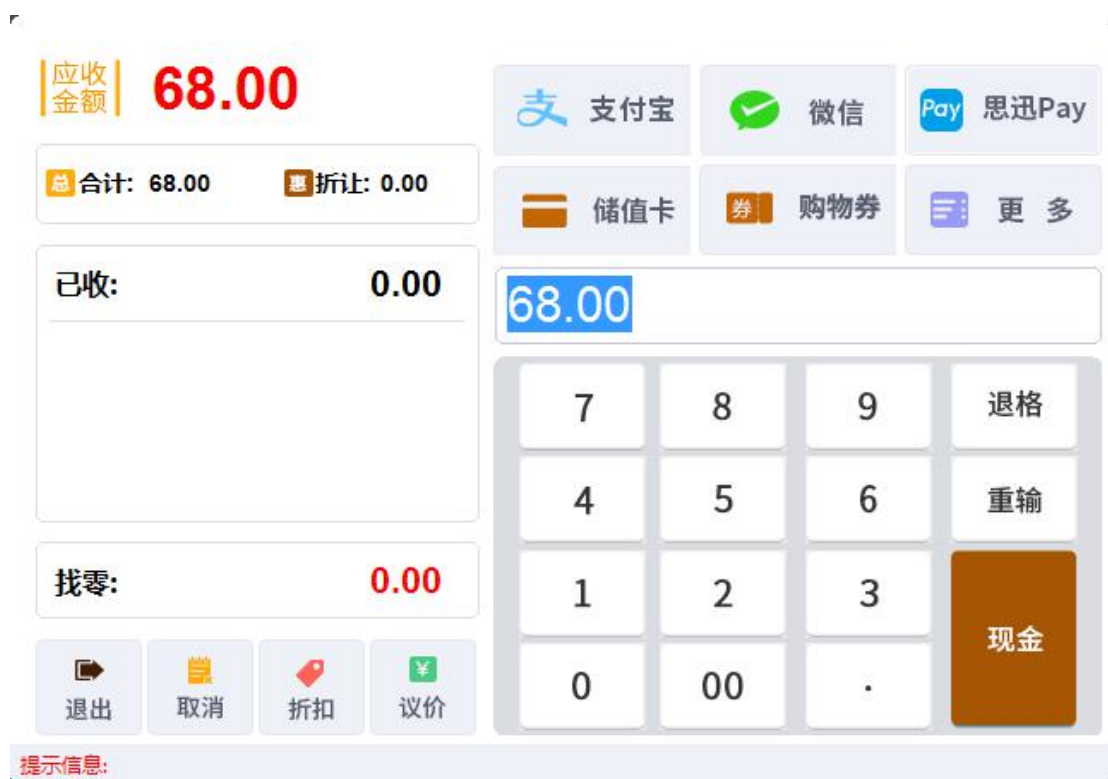 应收
金额
68.00
总 合计: 68.00 惠 折让: 0.00
已收: 0.00
找零: 0.00
退出 取消 折扣 ¥ 议价
支 支付宝 微信 Pay 思迅Pay
储值卡 券 购物券 更 多
68.00
7 8 9 退格
4 5 6 重输
1 2 3
现金
0 00 .
提示信息: